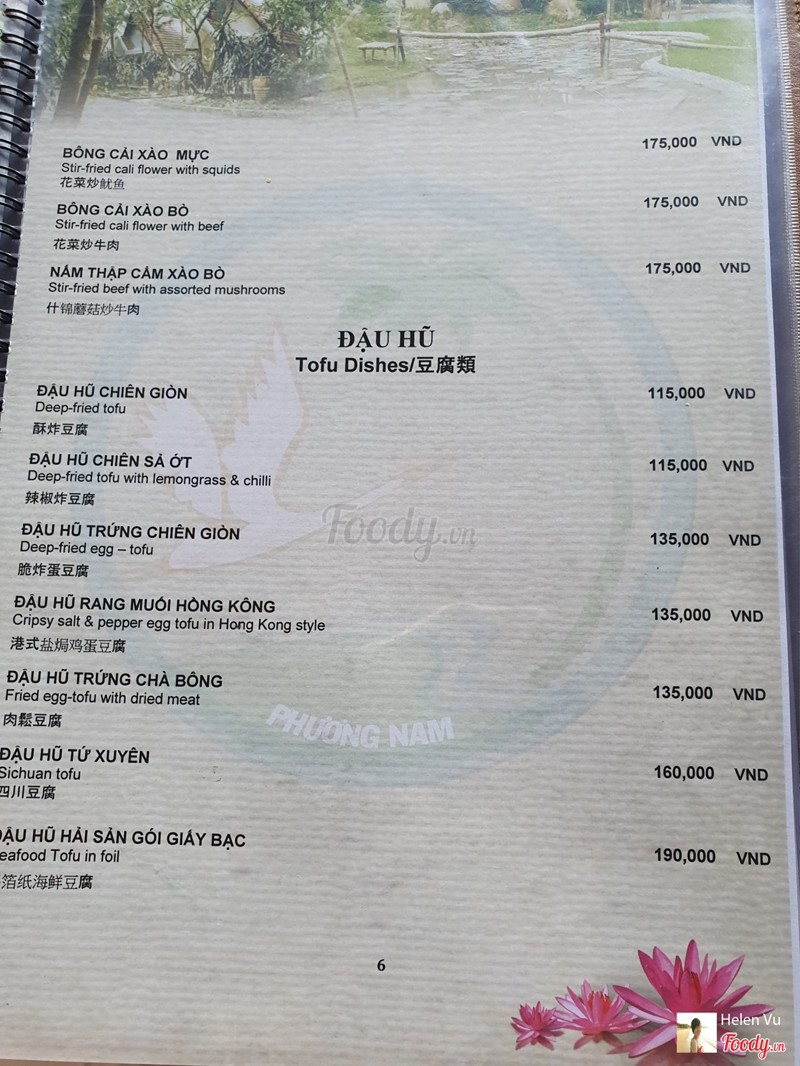 BÔNG CẢI XÀO MỰC 175,000 VND
Stir-fried cali flower with squids
花菜炒鱿鱼
BÔNG CẢI XÀO BÒ 175,000 VND
Stir-fried cali flower with beef
花菜炒牛肉
NẤM THẬP CẨM XÀO BÒ 175,000 VND
Stir-fried beef with assorted mushrooms
什锦蘑菇炒牛肉
ĐẬU HŨ
Tofu Dishes/豆腐類
ĐẬU HŨ CHIÊN GIÒN 115,000 VND
Deep-fried tofu
酥炸豆腐
ĐẬU HŨ CHIÊN SẢ ỚT 115,000 VND
Deep-fried tofu with lemongrass & chilli
辣椒炸豆腐
Foody.vn
ĐẬU HŨ TRỨNG CHIÊN GIÒN 135,000 VND
Deep-fried egg – tofu
脆炸蛋豆腐
ĐẬU HŨ RANG MUỐI HỒNG KÔNG 135,000 VND
Cripsy salt & pepper egg tofu in Hong Kong style
港式盐焗鸡蛋豆腐
ĐẬU HŨ TRỨNG CHÀ BÔNG 135,000 VND
Fried egg-tofu with dried meat
肉鬆豆腐
PHƯƠNG NAM
ĐẬU HŨ TỨ XUYÊN 160,000 VND
Sichuan tofu
四川豆腐
ĐẬU HŨ HẢI SẢN GÓI GIẤY BẠC 190,000 VND
eafood Tofu in foil
箔纸海鲜豆腐
6
Helen Vu
Foody.vn